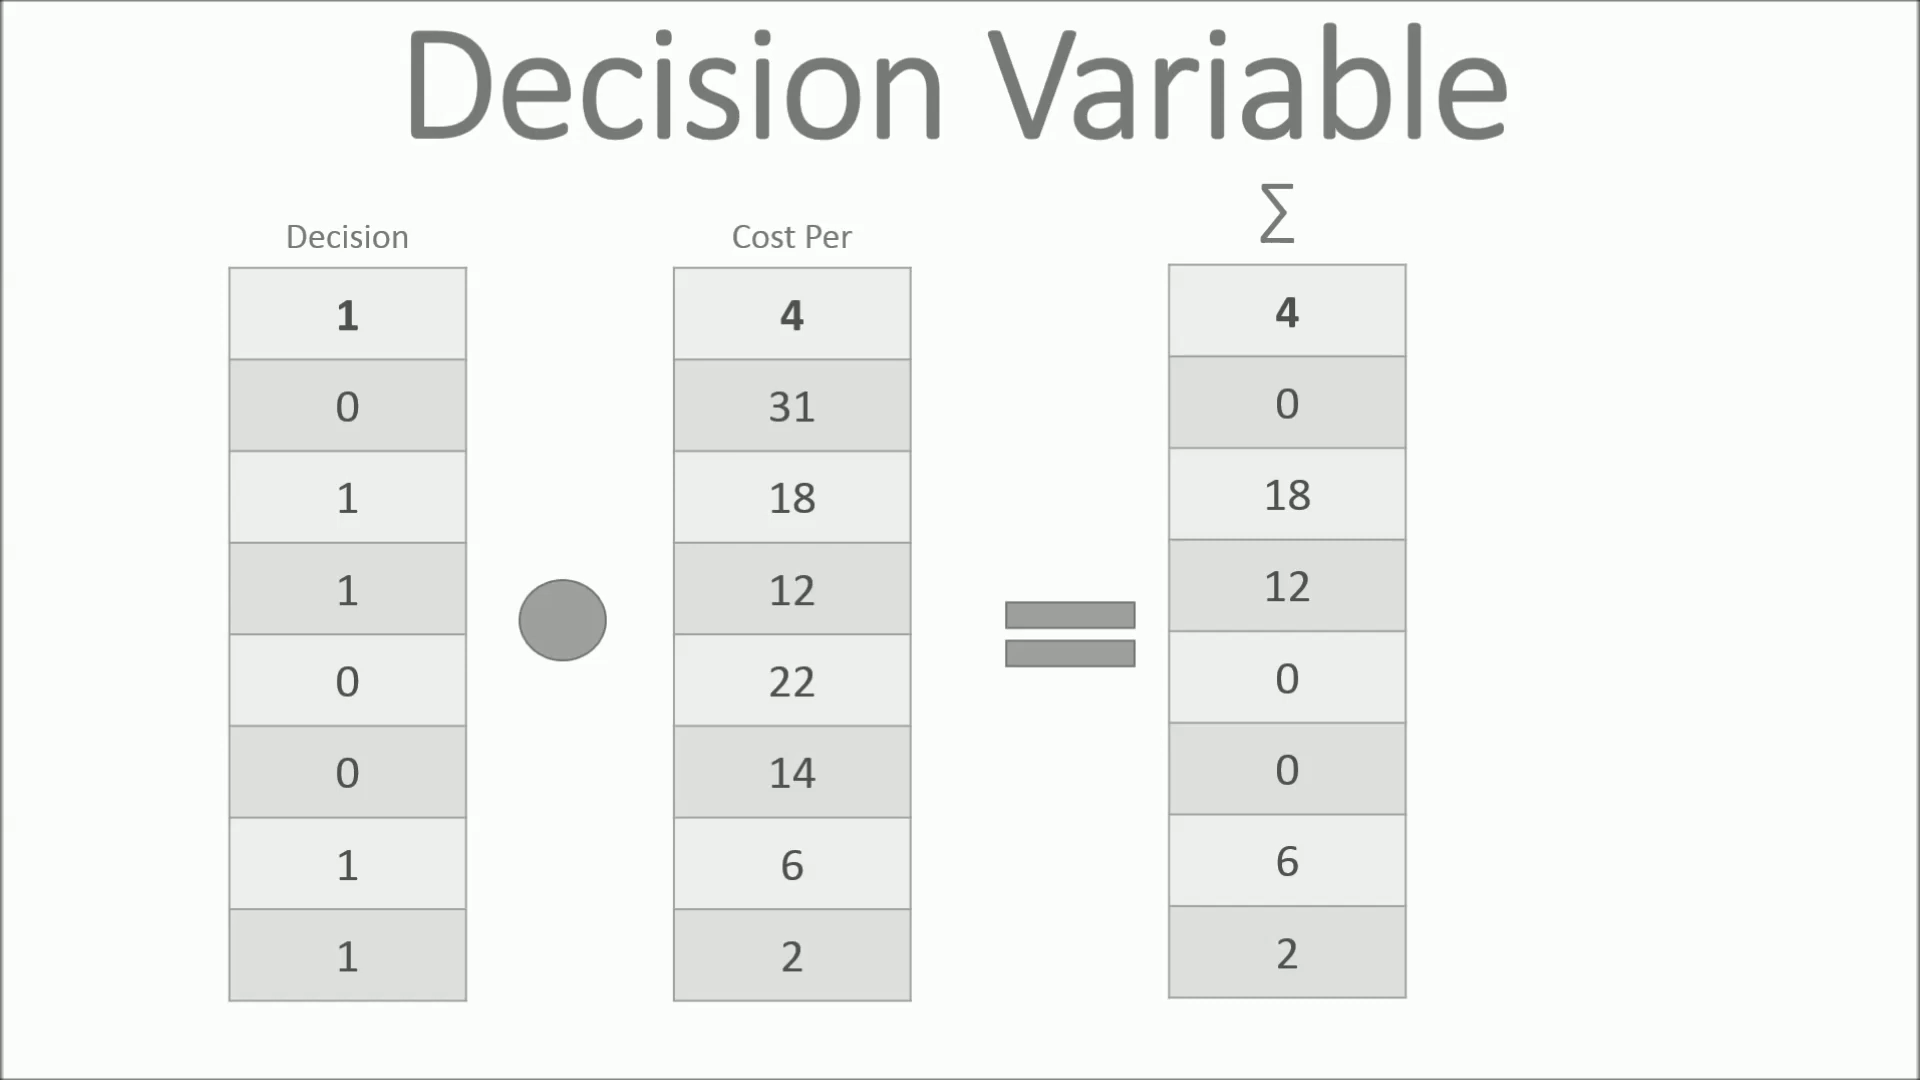 Decision Variable
∑
Decision Cost Per
1 4 4
0 31 0
1 18 18
1 12 12
0 22 0
0 14 0
1 6 6
1 2 2